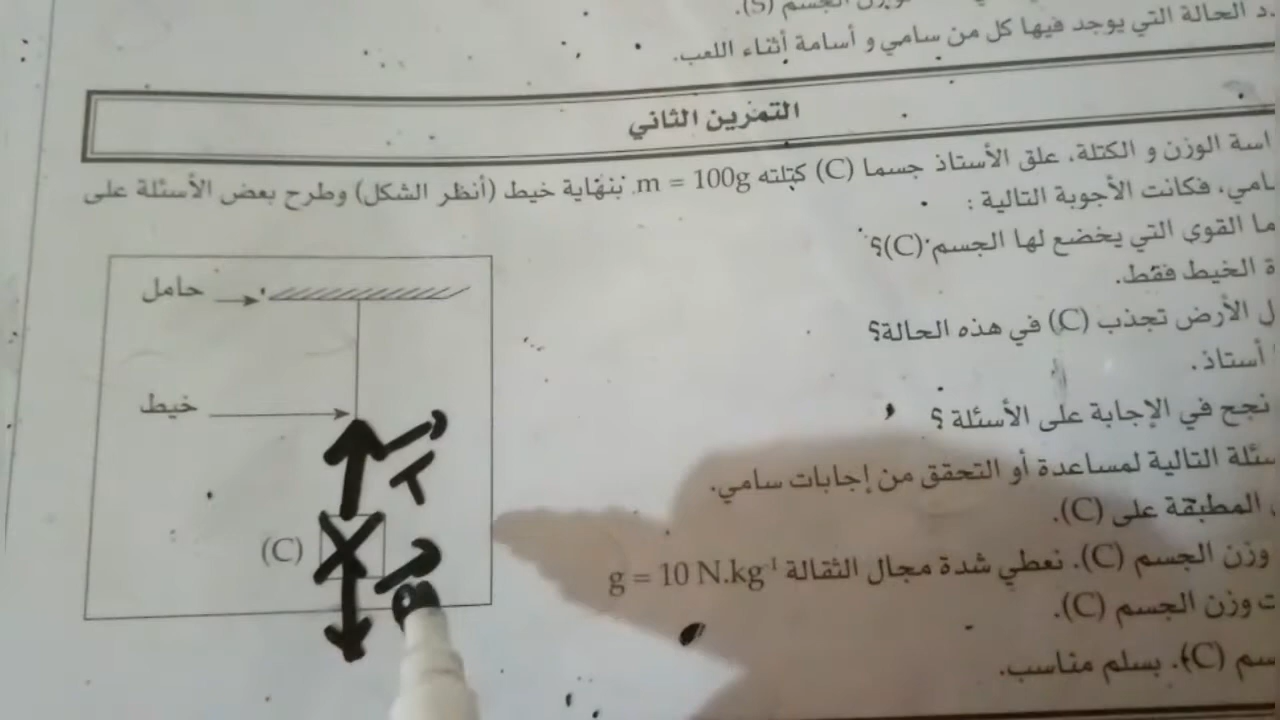 الجسم (S).
د الحالة التي يوجد فيها كل من سامي و أسامة أثناء اللعب.
التمرين الثاني
اسة الوزن و الكتلة، علق الأستاذ جسما (C) كتلته m = 100g. بنهاية خيط (أنظر الشكل) وطرح بعض الأسئلة على
امي، فكانت الأجوبة التالية :
ما القوى التي يخضع لها الجسم (C)؟
ة الخيط فقط.
ل الأرض تجذب (C) في هذه الحالة؟
أستاذ.
نجح في الإجابة على الأسئلة ؟
سئلة التالية لمساعدة أو التحقق من إجابات سامي.
المطبقة على (C).
وزن الجسم (C). نعطي شدة مجال الثقالة g = 10 N.kg⁻¹
ت وزن الجسم (C).
سم (C). بسلم مناسب.
حامل
خيط
T
(C)
P